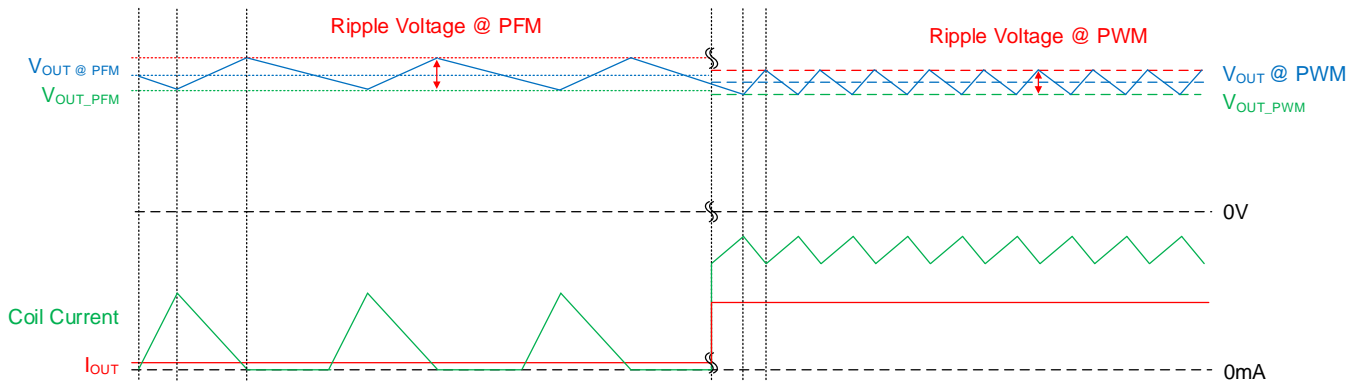 Ripple Voltage @ PFM
Ripple Voltage @ PWM
VOUT @ PFM
VOUT_PFM
VOUT @ PWM
VOUT_PWM
0V
Coil Current
IOUT
0mA